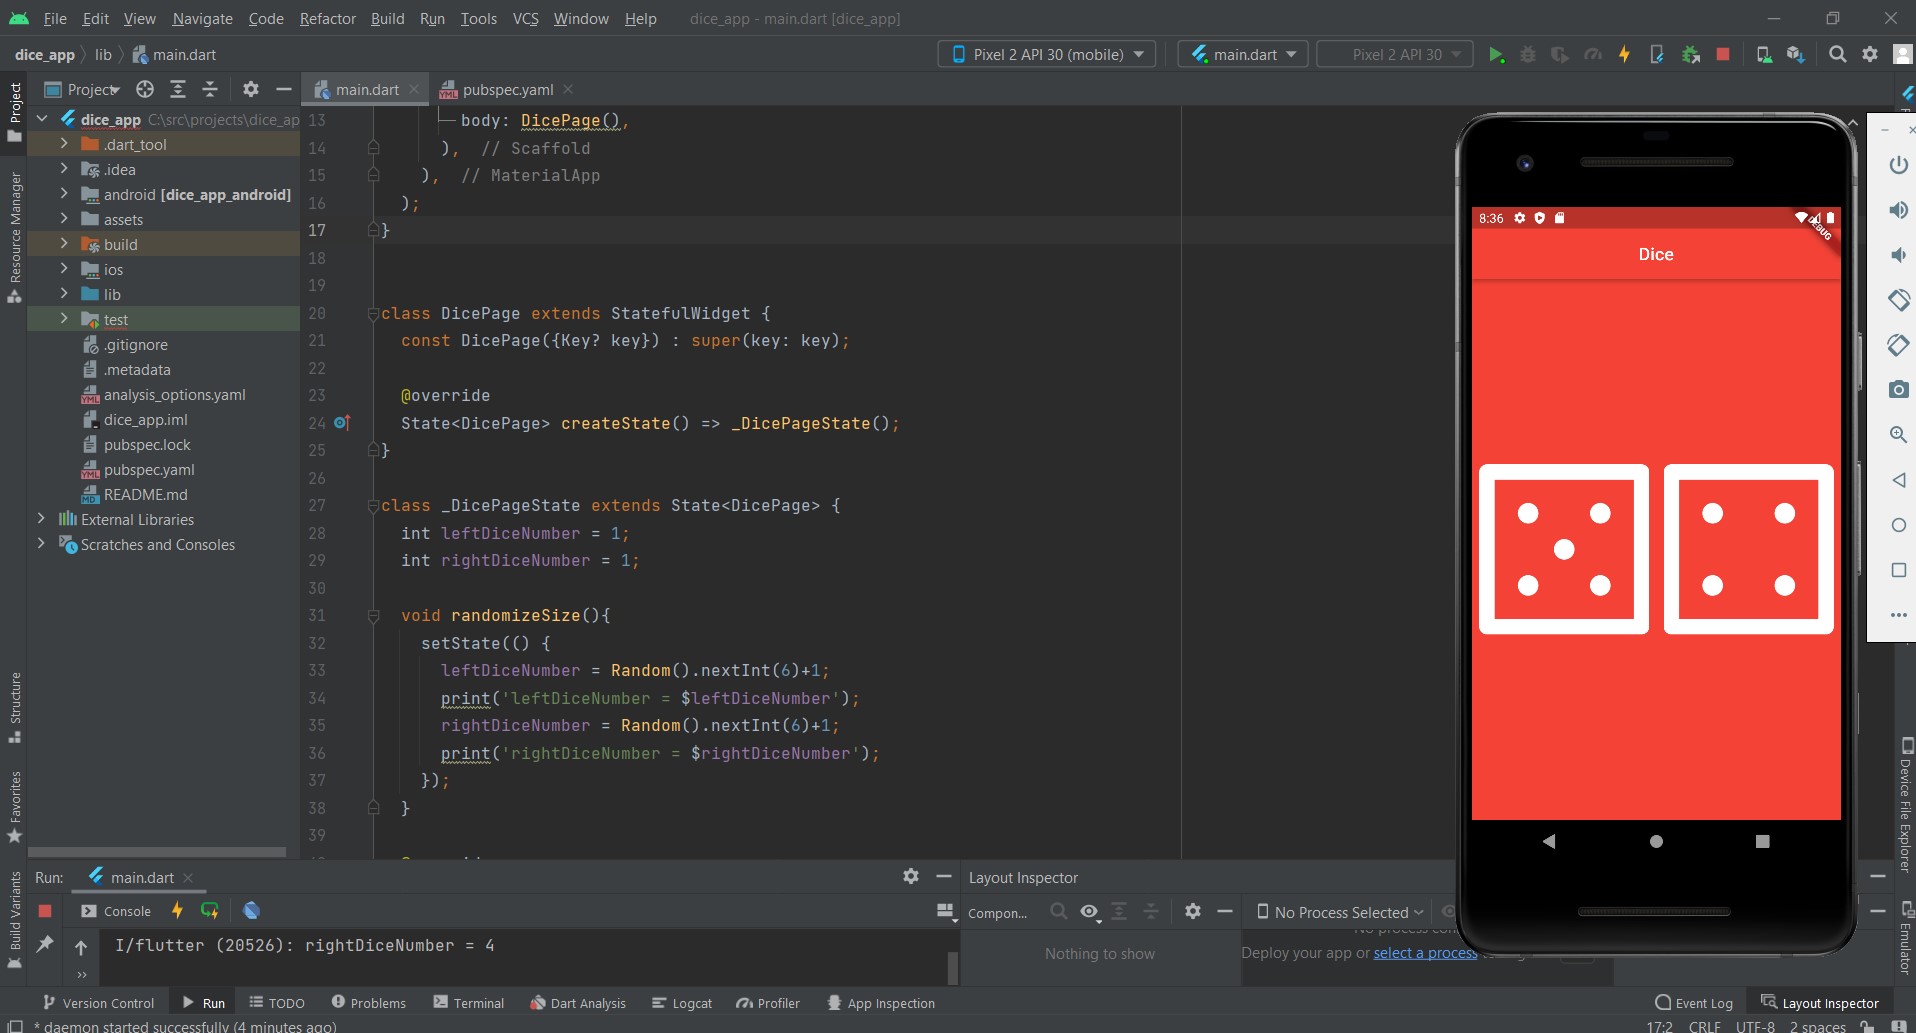 File Edit View Navigate Code Refactor Build Run Tools VCS Window Help dice_app - main.dart [dice_app]
dice_app lib main.dart Pixel 2 API 30 (mobile) main.dart Pixel 2 API 30
Project main.dart pubspec.yaml
Project
Resource Manager
Structure
Favorites
Build Variants
dice_app C:\src\projects\dice_ap
.dart_tool
.idea
android [dice_app_android]
assets
build
ios
lib
test
.gitignore
.metadata
analysis_options.yaml
dice_app.iml
pubspec.lock
pubspec.yaml
README.md
External Libraries
Scratches and Consoles
13 body: DicePage(),
14 ), // Scaffold
15 ), // MaterialApp
16 );
17 }
18
19
20 class DicePage extends StatefulWidget {
21 const DicePage({Key? key}) : super(key: key);
22
23 @override
24 State<DicePage> createState() => _DicePageState();
25 }
26
27 class _DicePageState extends State<DicePage> {
28 int leftDiceNumber = 1;
29 int rightDiceNumber = 1;
30
31 void randomizeSize(){
32 setState(() {
33 leftDiceNumber = Random().nextInt(6)+1;
34 print('leftDiceNumber = $leftDiceNumber');
35 rightDiceNumber = Random().nextInt(6)+1;
36 print('rightDiceNumber = $rightDiceNumber');
37 });
38 }
39
8:36
DEBUG
Dice
Device File Explorer
Emulator
Run: main.dart Layout Inspector
Console Compon... No Process Selected
I/flutter (20526): rightDiceNumber = 4
Nothing to show
Deploy your app or select a process
Version Control Run TODO Problems Terminal Dart Analysis Logcat Profiler App Inspection Event Log Layout Inspector
* daemon started successfully (4 minutes ago) 17:2 CRLF UTF-8 2 spaces